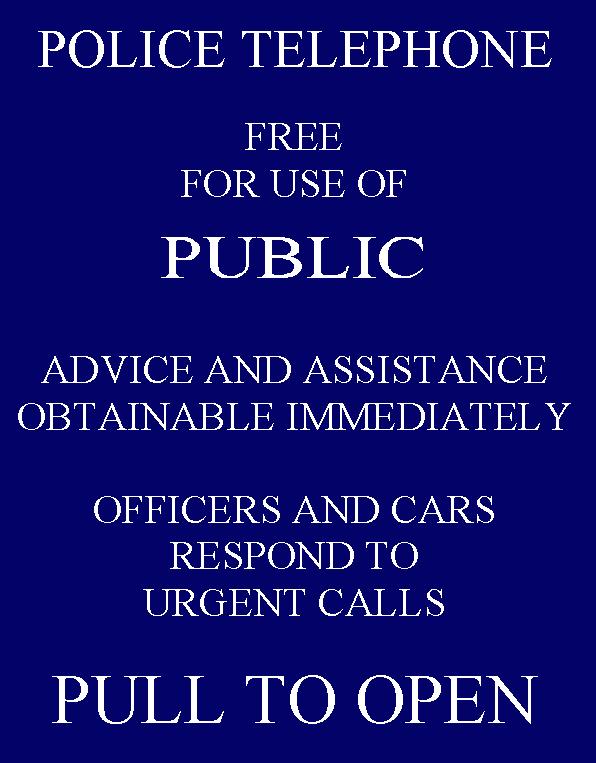 POLICE TELEPHONE
FREE
FOR USE OF
PUBLIC
ADVICE AND ASSISTANCE
OBTAINABLE IMMEDIATELY
OFFICERS AND CARS
RESPOND TO
URGENT CALLS
PULL TO OPEN